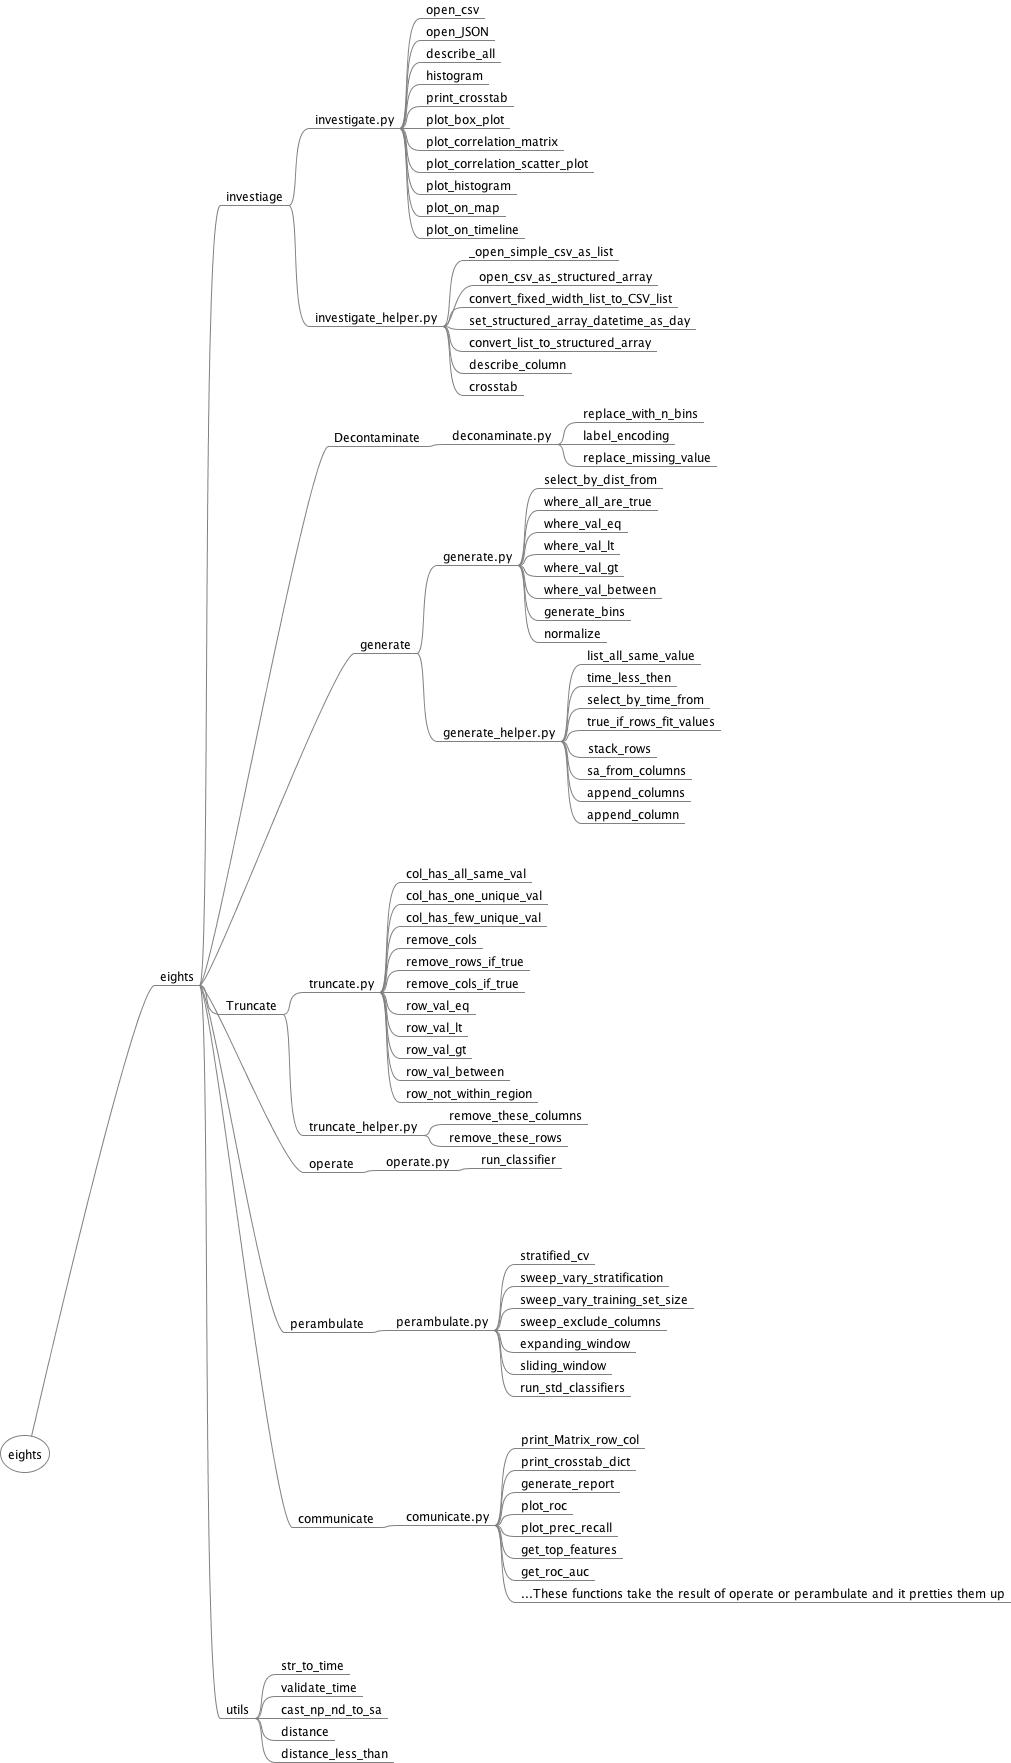 open_csv
open_JSON
describe_all
histogram
print_crosstab
investigate.py
plot_box_plot
plot_correlation_matrix
plot_correlation_scatter_plot
plot_histogram
investiage
plot_on_map
plot_on_timeline
_open_simple_csv_as_list
open_csv_as_structured_array
convert_fixed_width_list_to_CSV_list
investigate_helper.py
set_structured_array_datetime_as_day
convert_list_to_structured_array
describe_column
crosstab
replace_with_n_bins
Decontaminate
deconaminate.py
label_encoding
replace_missing_value
select_by_dist_from
where_all_are_true
where_val_eq
where_val_lt
generate.py
where_val_gt
where_val_between
generate_bins
normalize
generate
list_all_same_value
time_less_then
select_by_time_from
true_if_rows_fit_values
generate_helper.py
stack_rows
sa_from_columns
append_columns
append_column
col_has_all_same_val
col_has_one_unique_val
col_has_few_unique_val
remove_cols
remove_rows_if_true
eights
truncate.py
remove_cols_if_true
Truncate
row_val_eq
row_val_lt
row_val_gt
row_val_between
row_not_within_region
remove_these_columns
truncate_helper.py
remove_these_rows
operate
operate.py
run_classifier
stratified_cv
sweep_vary_stratification
sweep_vary_training_set_size
perambulate
perambulate.py
sweep_exclude_columns
expanding_window
sliding_window
run_std_classifiers
eights
print_Matrix_row_col
print_crosstab_dict
generate_report
plot_roc
communicate
comunicate.py
plot_prec_recall
get_top_features
get_roc_auc
...These functions take the result of operate or perambulate and it pretties them up
str_to_time
validate_time
utils
cast_np_nd_to_sa
distance
distance_less_than